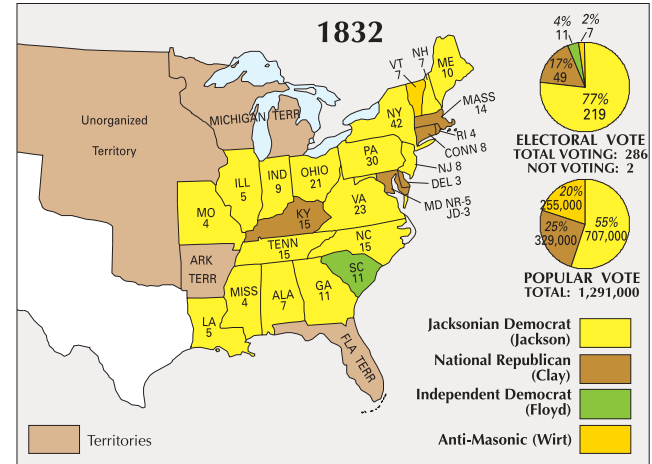 1832
4%
11
2%
7
17%
49
77%
219
ELECTORAL VOTE
TOTAL VOTING: 286
NOT VOTING: 2
20%
255,000
25%
329,000
55%
707,000
POPULAR VOTE
TOTAL: 1,291,000
Unorganized
Territory
MICHIGAN TERR
VT
7
NH
7
ME
10
MASS
14
NY
42
RI 4
CONN 8
PA
30
NJ 8
DEL 3
MD NR-5
JD-3
ILL
5
IND
9
OHIO
21
MO
4
KY
15
VA
23
NC
15
TENN
15
ARK
TERR
SC
11
MISS
4
ALA
7
GA
11
LA
5
FLA TERR
Jacksonian Democrat
(Jackson)
National Republican
(Clay)
Independent Democrat
(Floyd)
Anti-Masonic (Wirt)
Territories